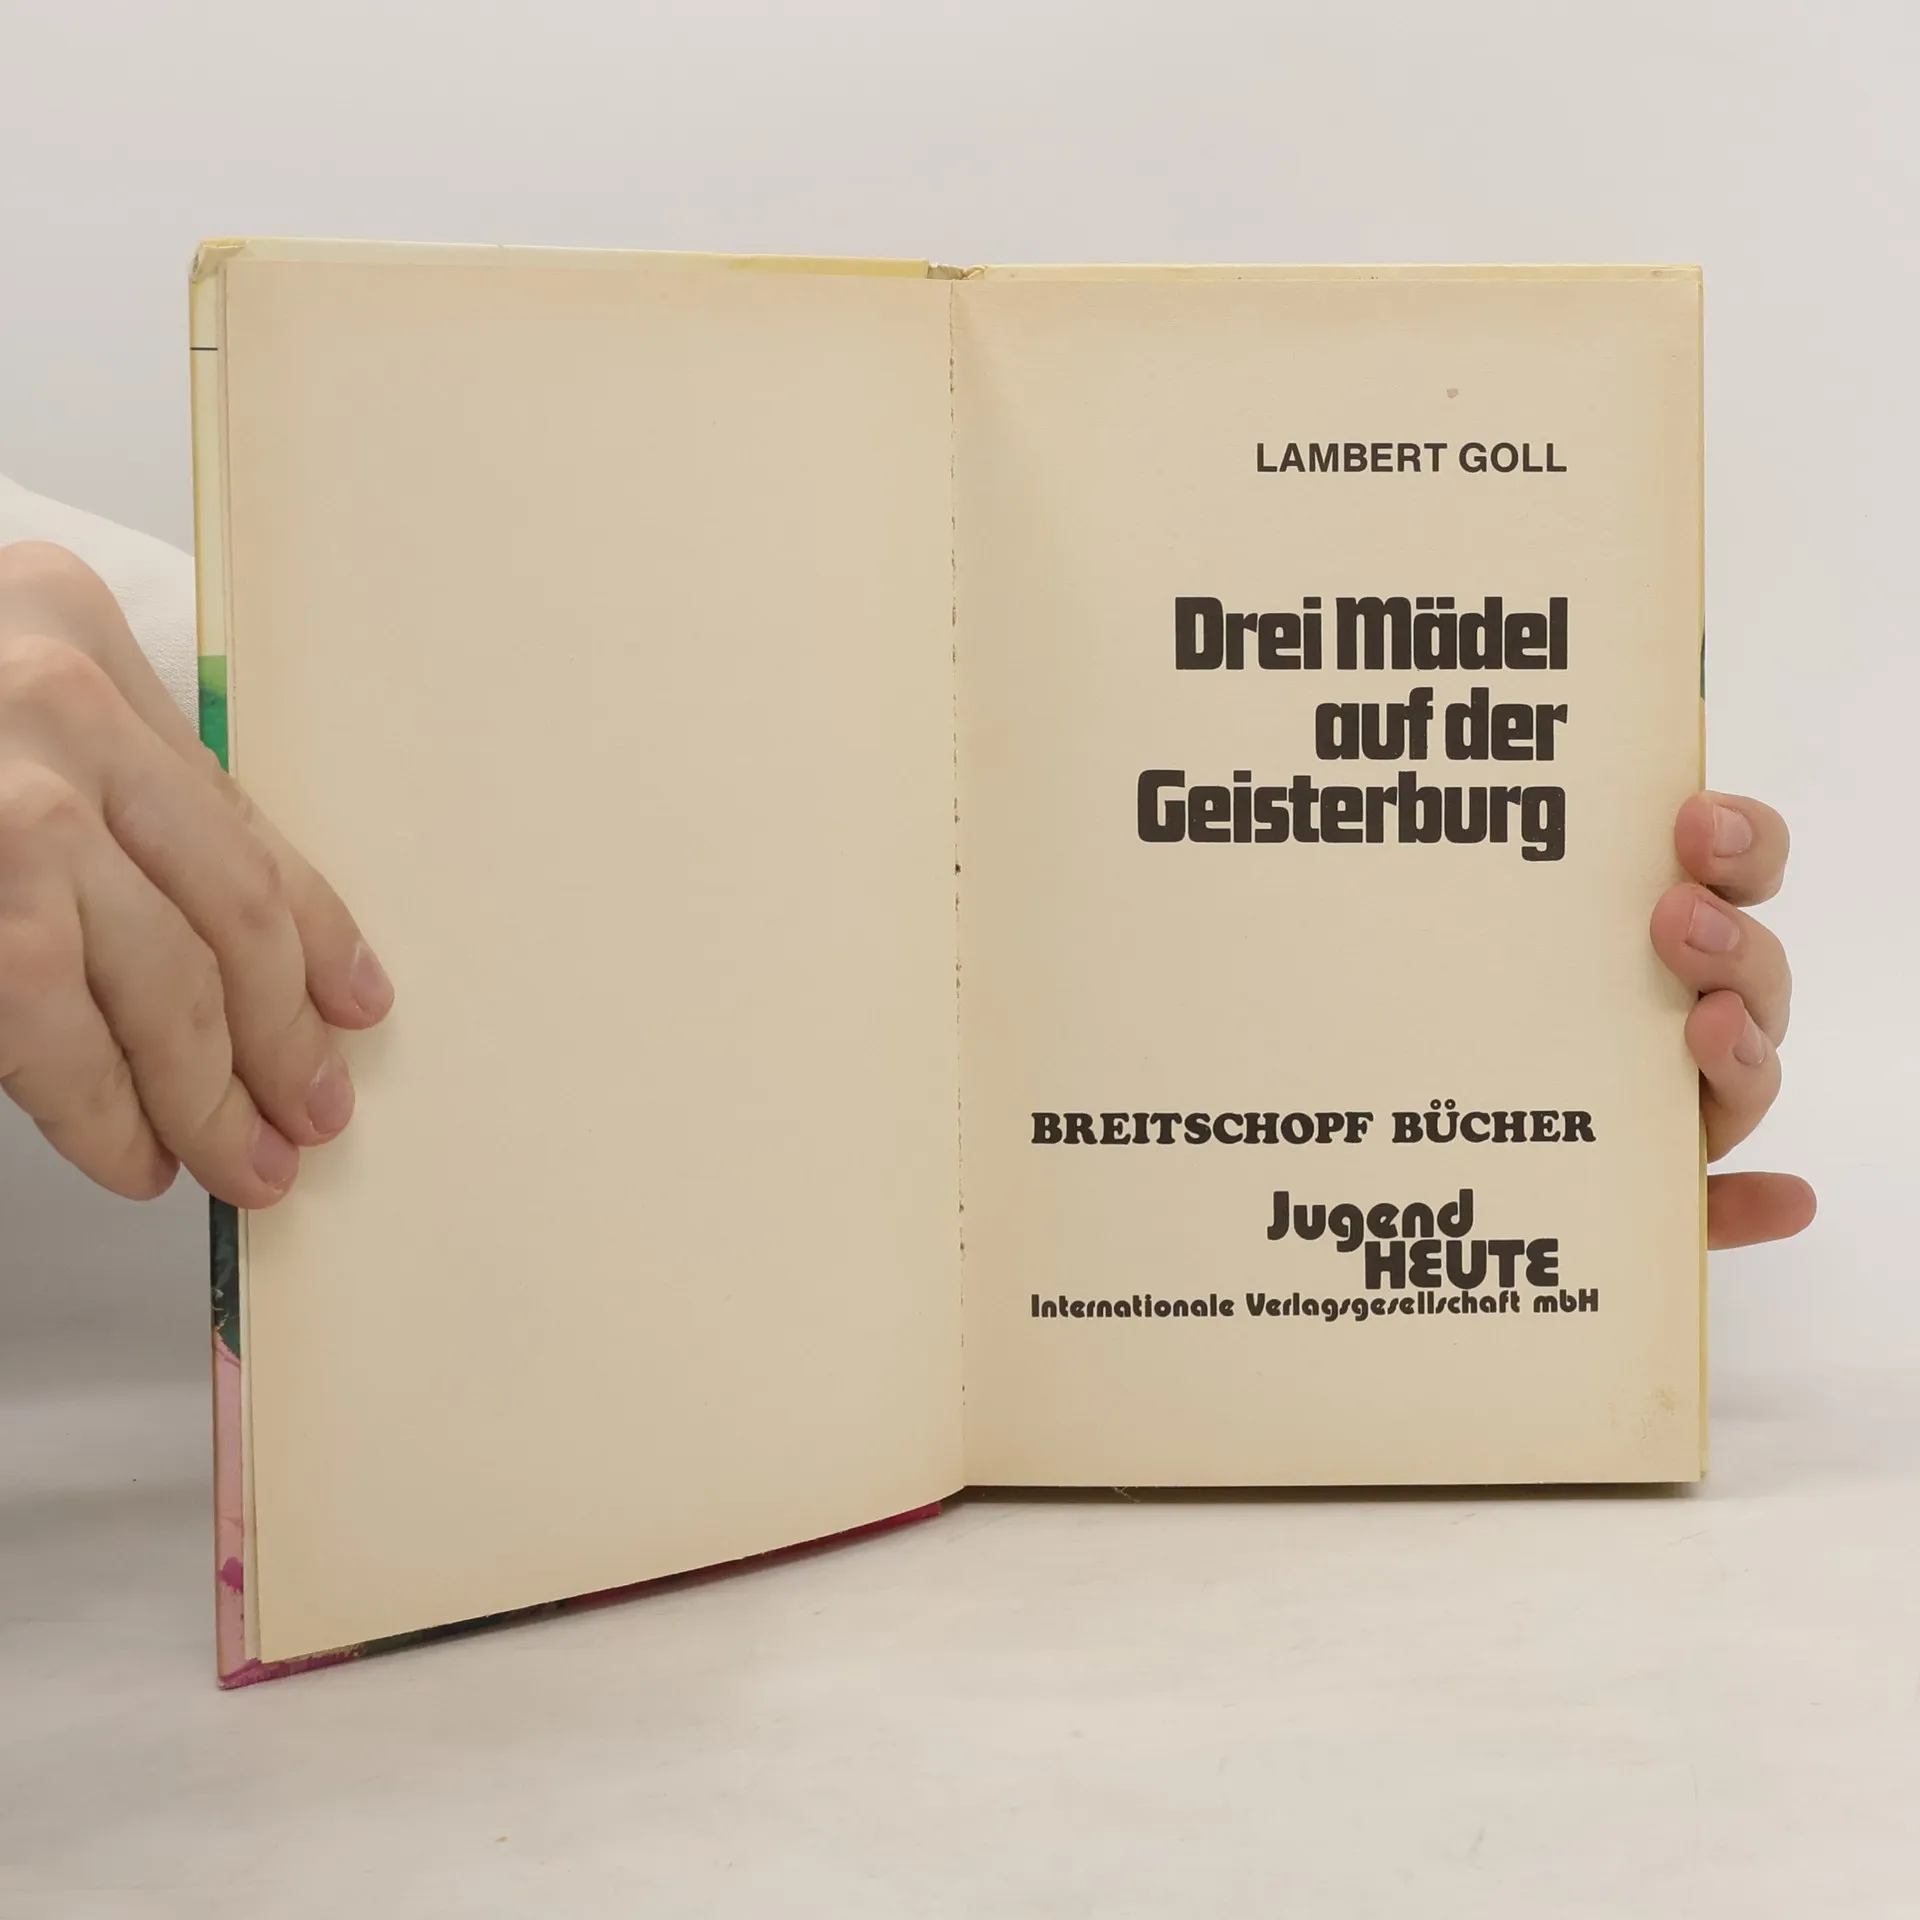 LAMBERT GOLL
Drei Mädel
auf der
Geisterburg
BREITSCHOPF BÜCHER
Jugend
HEUTE
Internationale Verlagsgesellschaft mbH